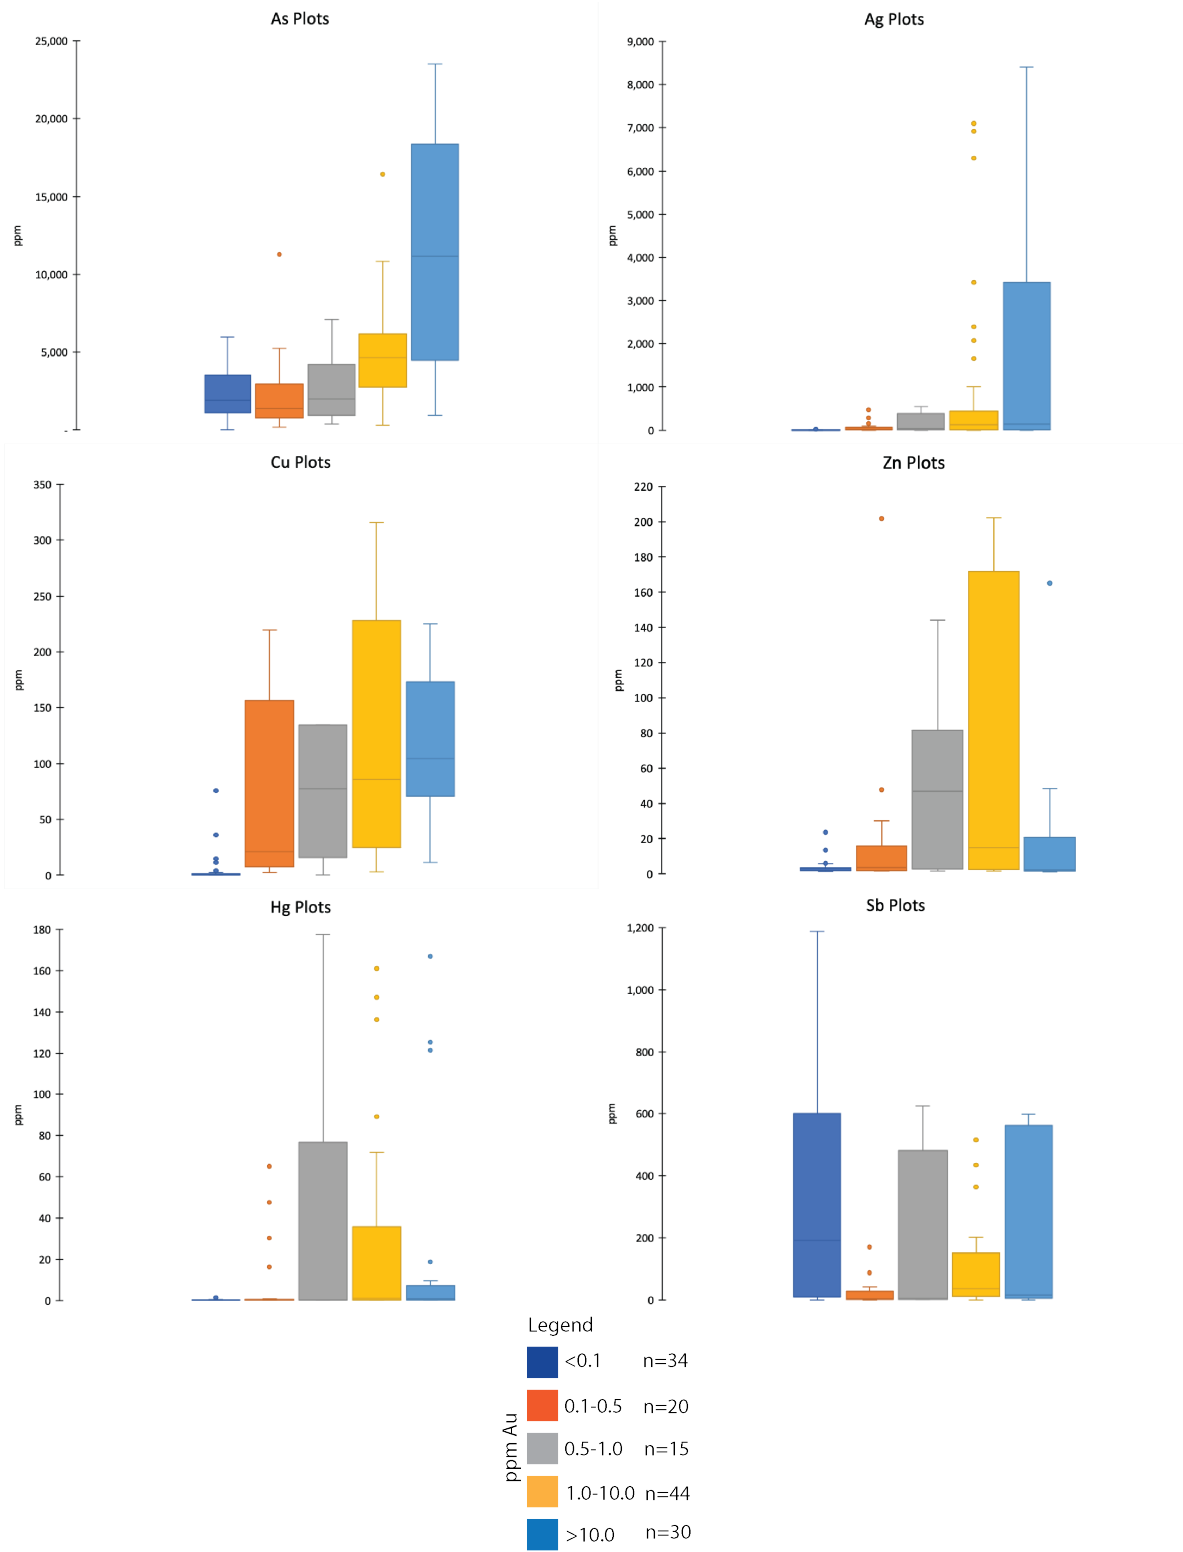 As Plots
25,000
20,000
15,000
10,000
5,000
-
ppm
Ag Plots
9,000
8,000
7,000
6,000
5,000
4,000
3,000
2,000
1,000
0
ppm
Cu Plots
350
300
250
200
150
100
50
0
ppm
Zn Plots
220
200
180
160
140
120
100
80
60
40
20
0
ppm
Hg Plots
180
160
140
120
100
80
60
40
20
0
ppm
Sb Plots
1,200
1,000
800
600
400
200
0
ppm
Legend
ppm Au
<0.1 n=34
0.1-0.5 n=20
0.5-1.0 n=15
1.0-10.0 n=44
>10.0 n=30